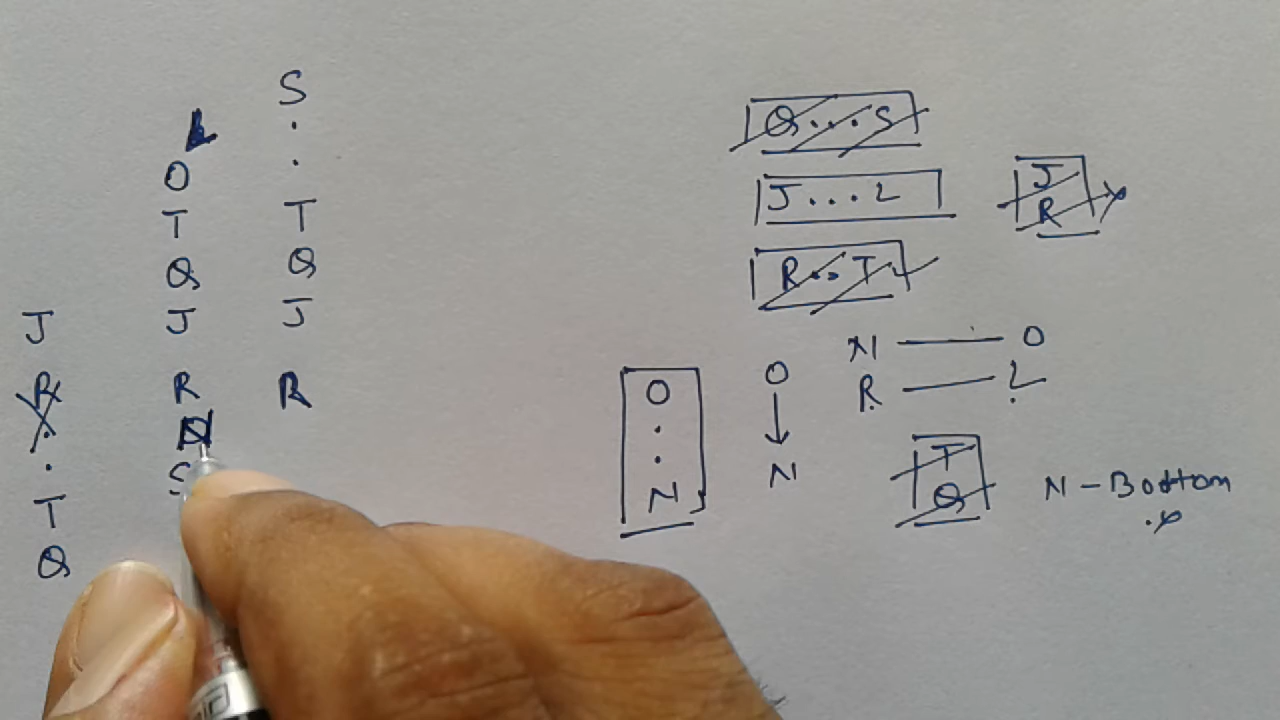 L
O
T
Q
J
R
S
S
.
.
T
Q
J
R
J
R
.
.
T
Q
Q...S
J...L
R...T
J
R
O
.
.
N
O
↓
N
N — O
R — L
T
Q
N - Bottom